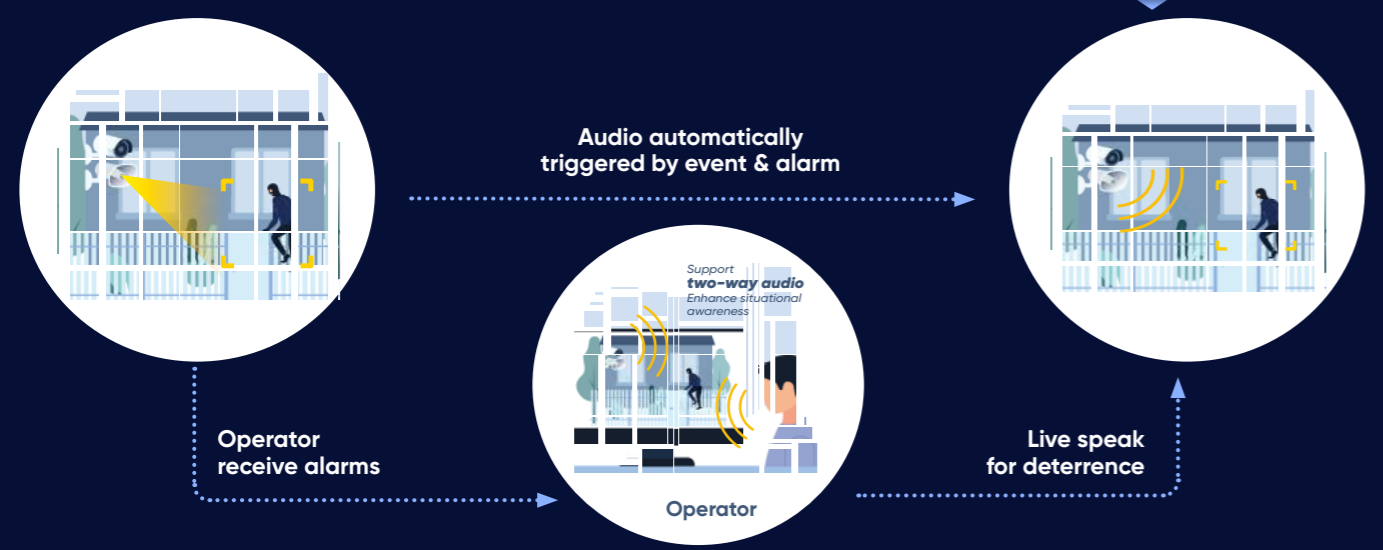 Audio automatically
triggered by event & alarm
Support
two-way audio
Enhance situational
awareness
Operator
receive alarms
Live speak
for deterrence
Operator